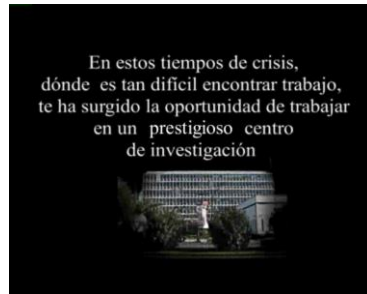 En estos tiempos de crisis,
dónde es tan difícil encontrar trabajo,
te ha surgido la oportunidad de trabajar
en un prestigioso centro
de investigación